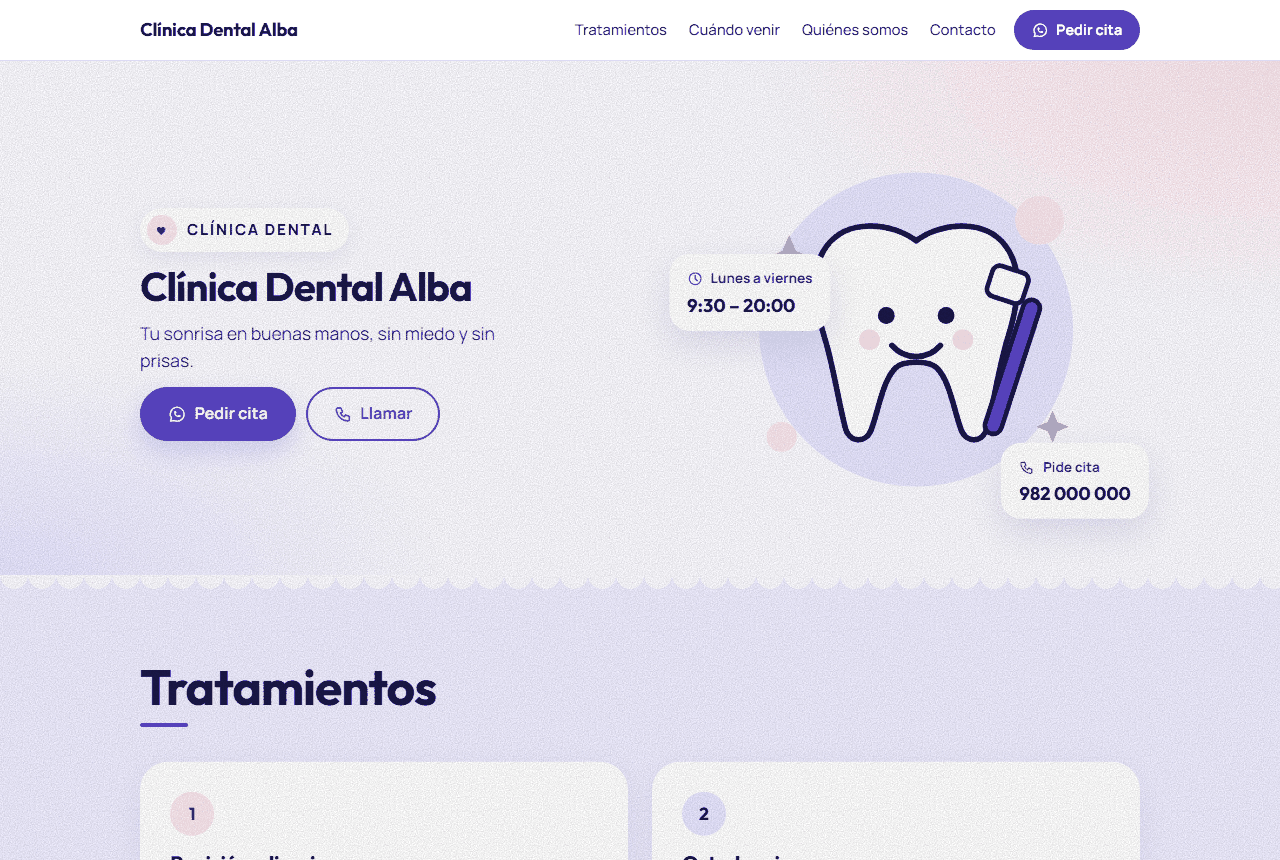 Clínica Dental Alba
Tratamientos
Cuándo venir
Quiénes somos
Contacto
Pedir cita
CLÍNICA DENTAL
Clínica Dental Alba
Tu sonrisa en buenas manos, sin miedo y sin
prisas.
Pedir cita
Llamar
Lunes a viernes
9:30 – 20:00
Pide cita
982 000 000
Tratamientos
1
2